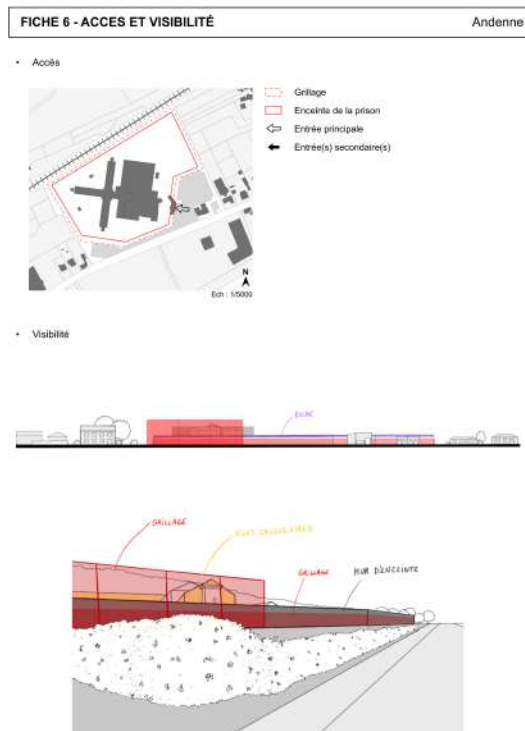 FICHE 6 - ACCES ET VISIBILITÉ
Andenne
• Accès
Grillage
Enceinte de la prison
Entrée principale
Entrée(s) secondaire(s)
N
Ech : 1/5000
• Visibilité
GRILLAGE
GRILLAGE
MUR D'ENCEINTE